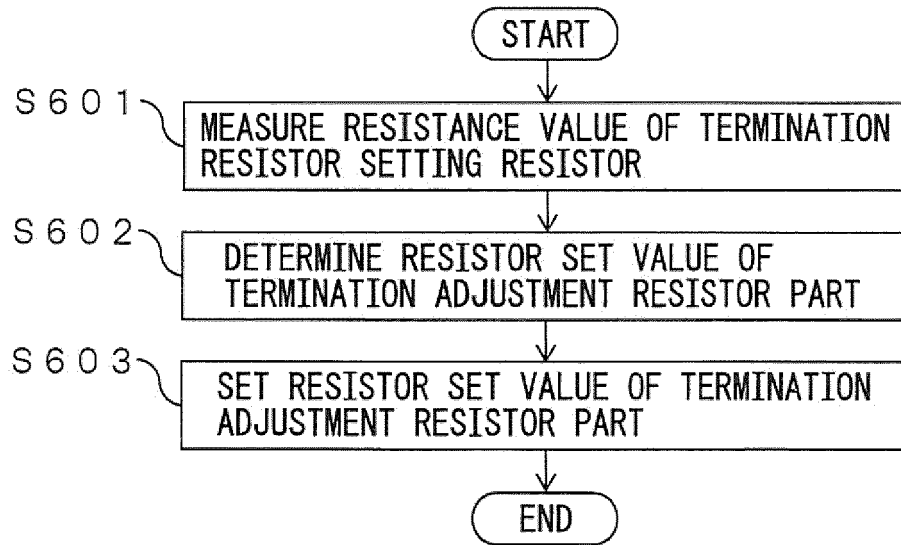 START
S601
MEASURE RESISTANCE VALUE OF TERMINATION
RESISTOR SETTING RESISTOR
S602
DETERMINE RESISTOR SET VALUE OF
TERMINATION ADJUSTMENT RESISTOR PART
S603
SET RESISTOR SET VALUE OF TERMINATION
ADJUSTMENT RESISTOR PART
END